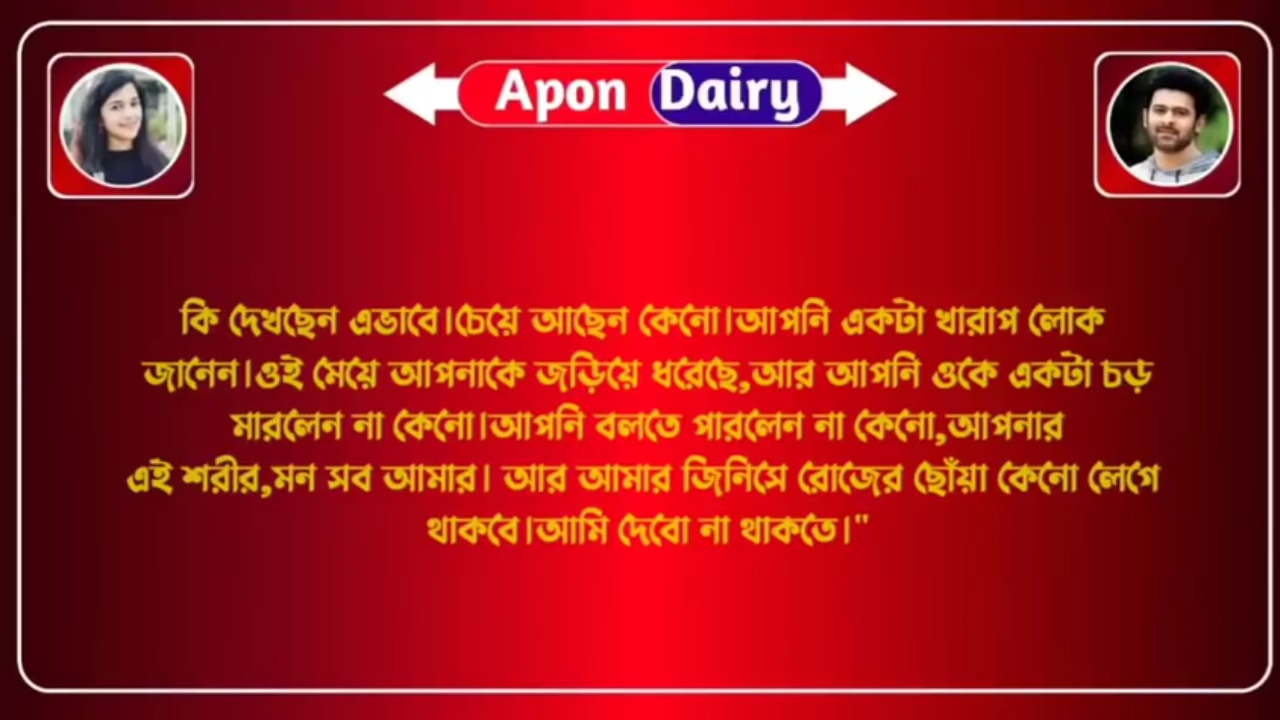 Apon Dairy
কি দেখছেন এভাবে।চেয়ে আছেন কেনো।আপনি একটা খারাপ লোক
জানেন।ওই মেয়ে আপনাকে জড়িয়ে ধরেছে,আর আপনি ওকে একটা চড়
মারলেন না কেনো।আপনি বলতে পারলেন না কেনো,আপনার
এই শরীর,মন সব আমার। আর আমার জিনিসে রোজের ছোঁয়া কেনো লেগে
থাকবে।আমি দেবো না থাকতে।"